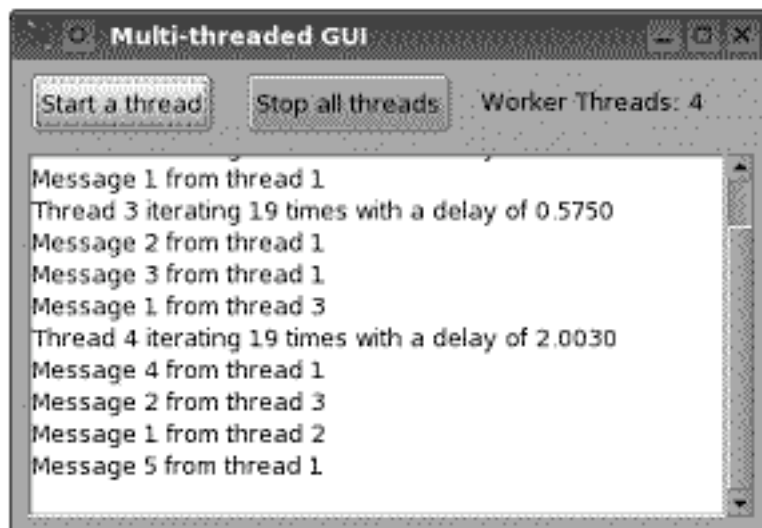 Multi-threaded GUI
Start a thread Stop all threads Worker Threads: 4
Message 1 from thread 1
Thread 3 iterating 19 times with a delay of 0.5750
Message 2 from thread 1
Message 3 from thread 1
Message 1 from thread 3
Thread 4 iterating 19 times with a delay of 2.0030
Message 4 from thread 1
Message 2 from thread 3
Message 1 from thread 2
Message 5 from thread 1